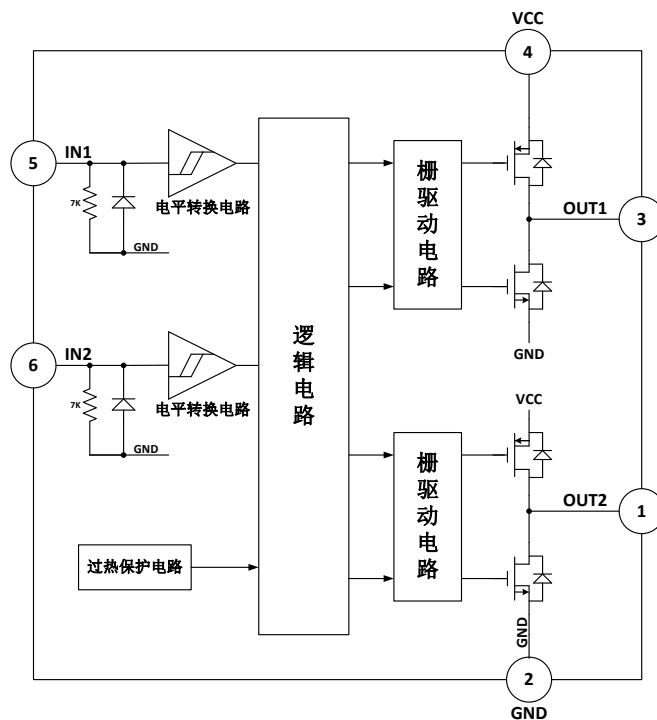 VCC
4
5
IN1
7K
GND
电平转换电路
6
IN2
7K
GND
电平转换电路
过热保护电路
逻辑电路
栅驱动电路
OUT1
3
GND
VCC
栅驱动电路
OUT2
1
GND
2
GND